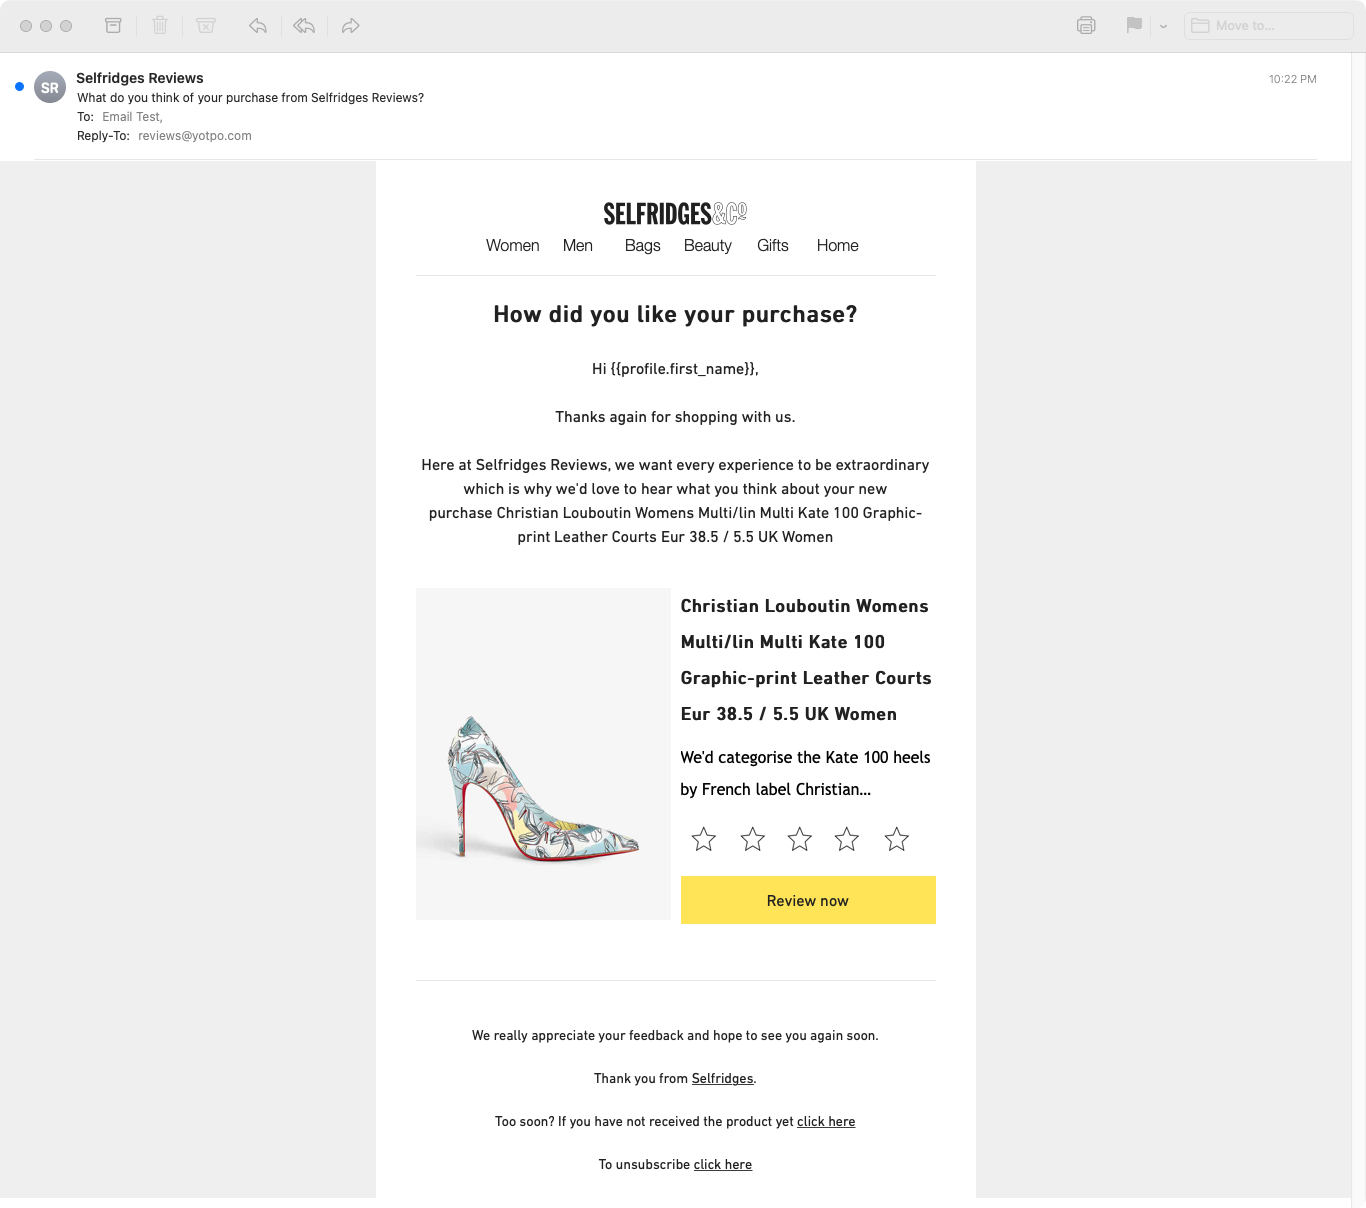 Move to...
SR
Selfridges Reviews
10:22 PM
What do you think of your purchase from Selfridges Reviews?
To: Email Test,
Reply-To: reviews@yotpo.com
SELFRIDGES&Cº
Women Men Bags Beauty Gifts Home
How did you like your purchase?
Hi {{profile.first_name}},
Thanks again for shopping with us.
Here at Selfridges Reviews, we want every experience to be extraordinary
which is why we'd love to hear what you think about your new
purchase Christian Louboutin Womens Multi/lin Multi Kate 100 Graphic-
print Leather Courts Eur 38.5 / 5.5 UK Women
Christian Louboutin Womens
Multi/lin Multi Kate 100
Graphic-print Leather Courts
Eur 38.5 / 5.5 UK Women
We'd categorise the Kate 100 heels
by French label Christian...
Review now
We really appreciate your feedback and hope to see you again soon.
Thank you from Selfridges.
Too soon? If you have not received the product yet click here
To unsubscribe click here